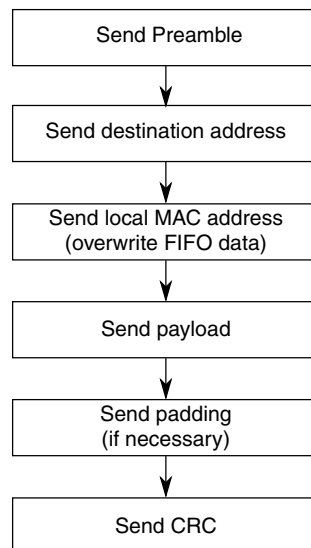 Send Preamble
Send destination address
Send local MAC address
(overwrite FIFO data)
Send payload
Send padding
(if necessary)
Send CRC